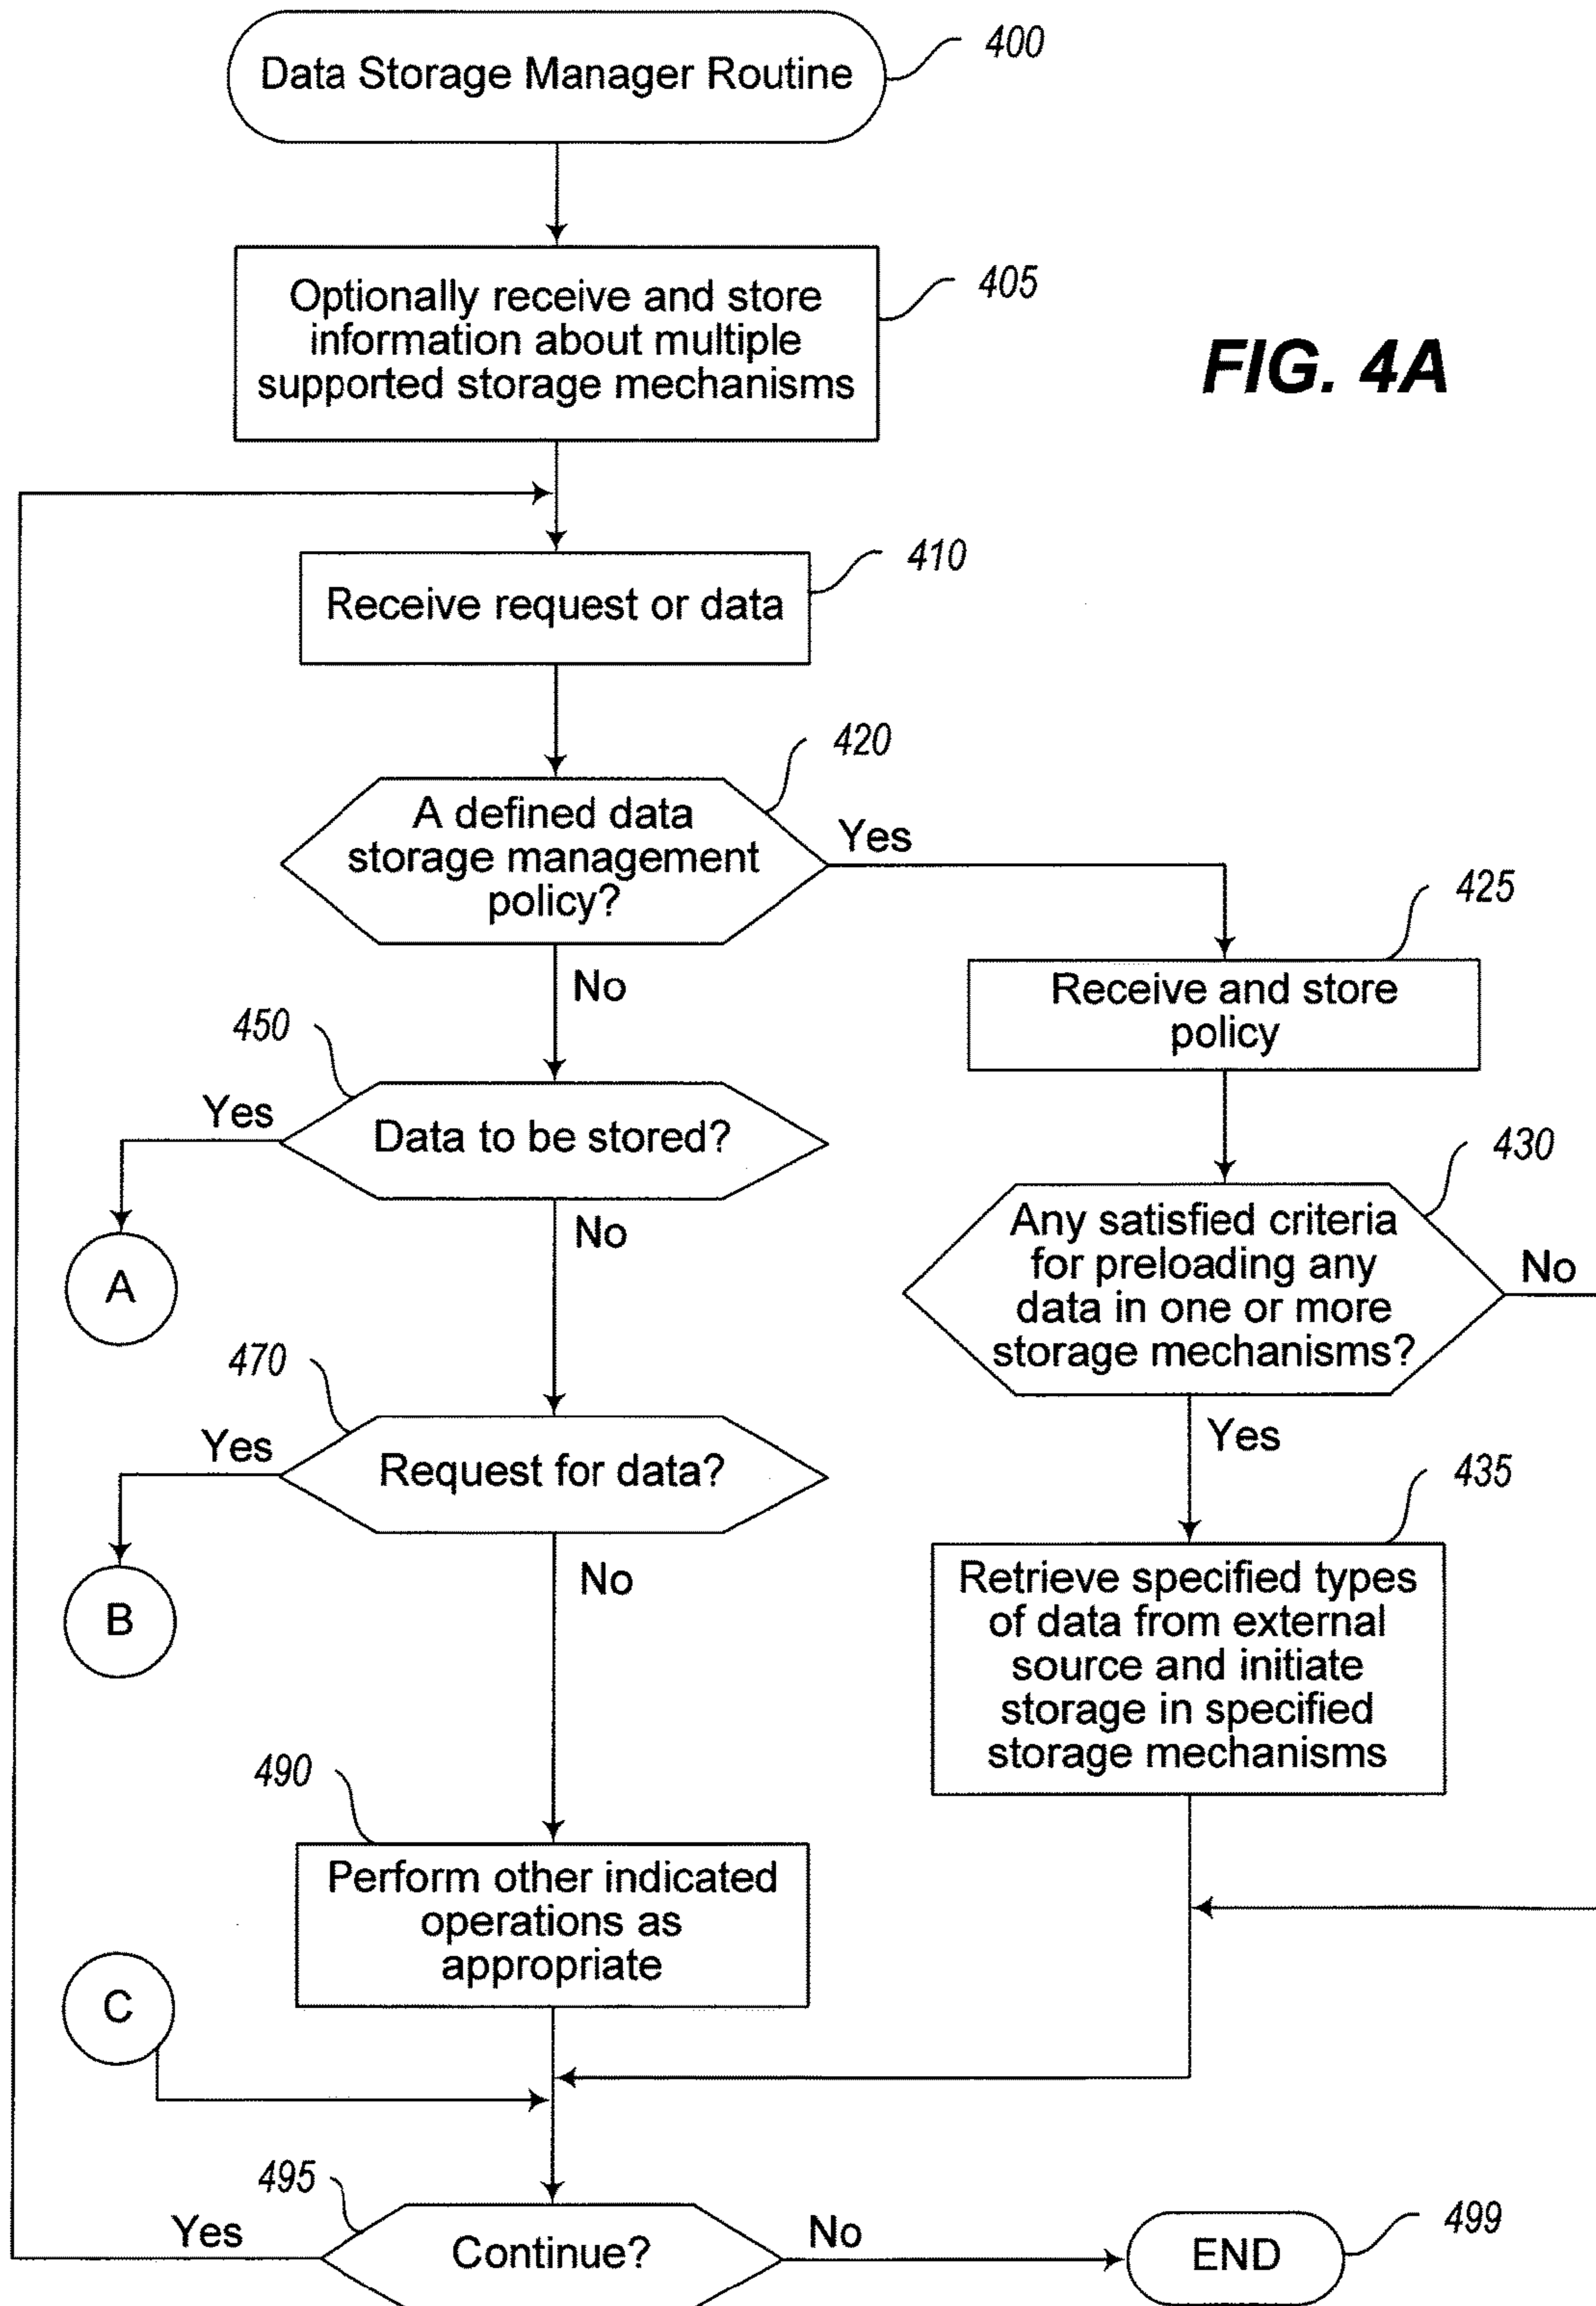 Data Storage Manager Routine
400
Optionally receive and store
information about multiple
supported storage mechanisms
405
FIG. 4A
Receive request or data
410
A defined data
storage management
policy?
420
Yes
No
Receive and store
policy
425
450
Yes
Data to be stored?
No
A
Any satisfied criteria
for preloading any
data in one or more
storage mechanisms?
430
No
Yes
470
Yes
Request for data?
No
B
Retrieve specified types
of data from external
source and initiate
storage in specified
storage mechanisms
435
490
Perform other indicated
operations as
appropriate
C
495
Yes
Continue?
No
END
499